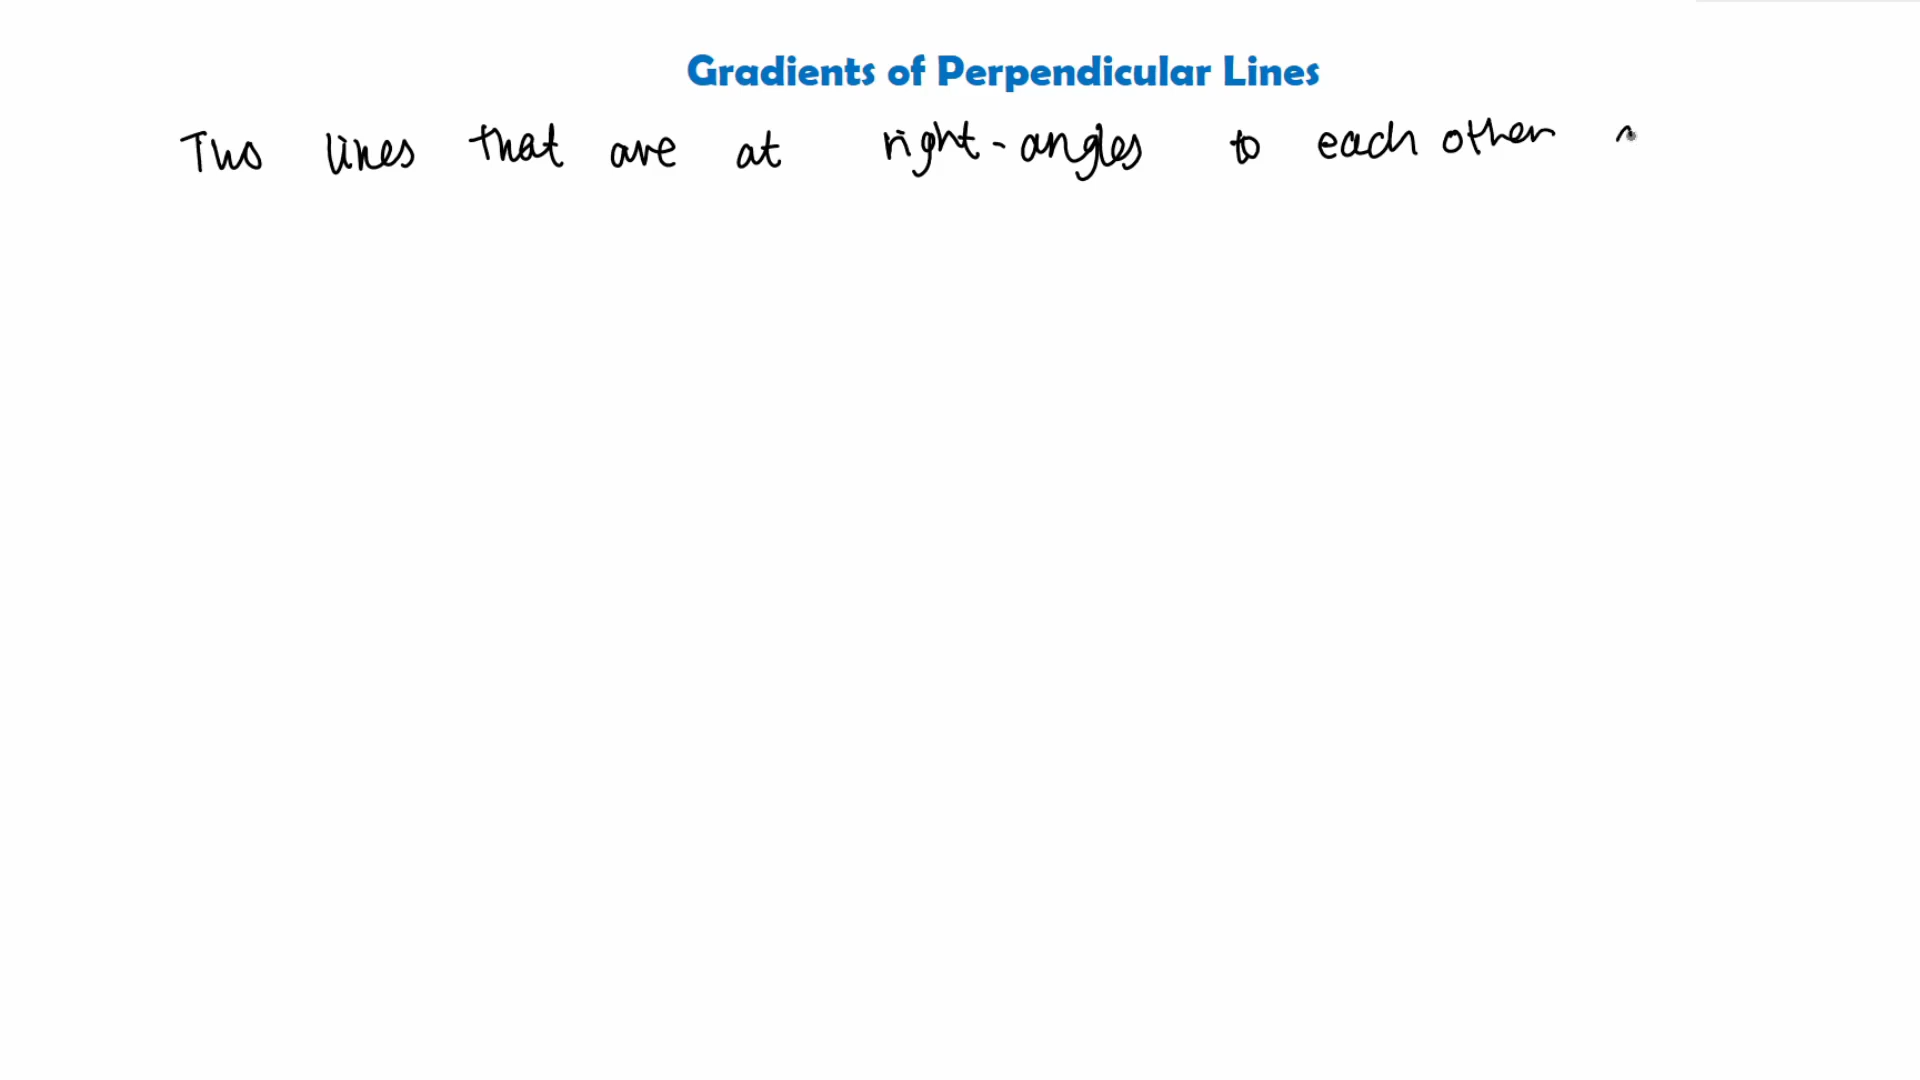 Gradients of Perpendicular Lines
Two lines that are at right-angles to each other